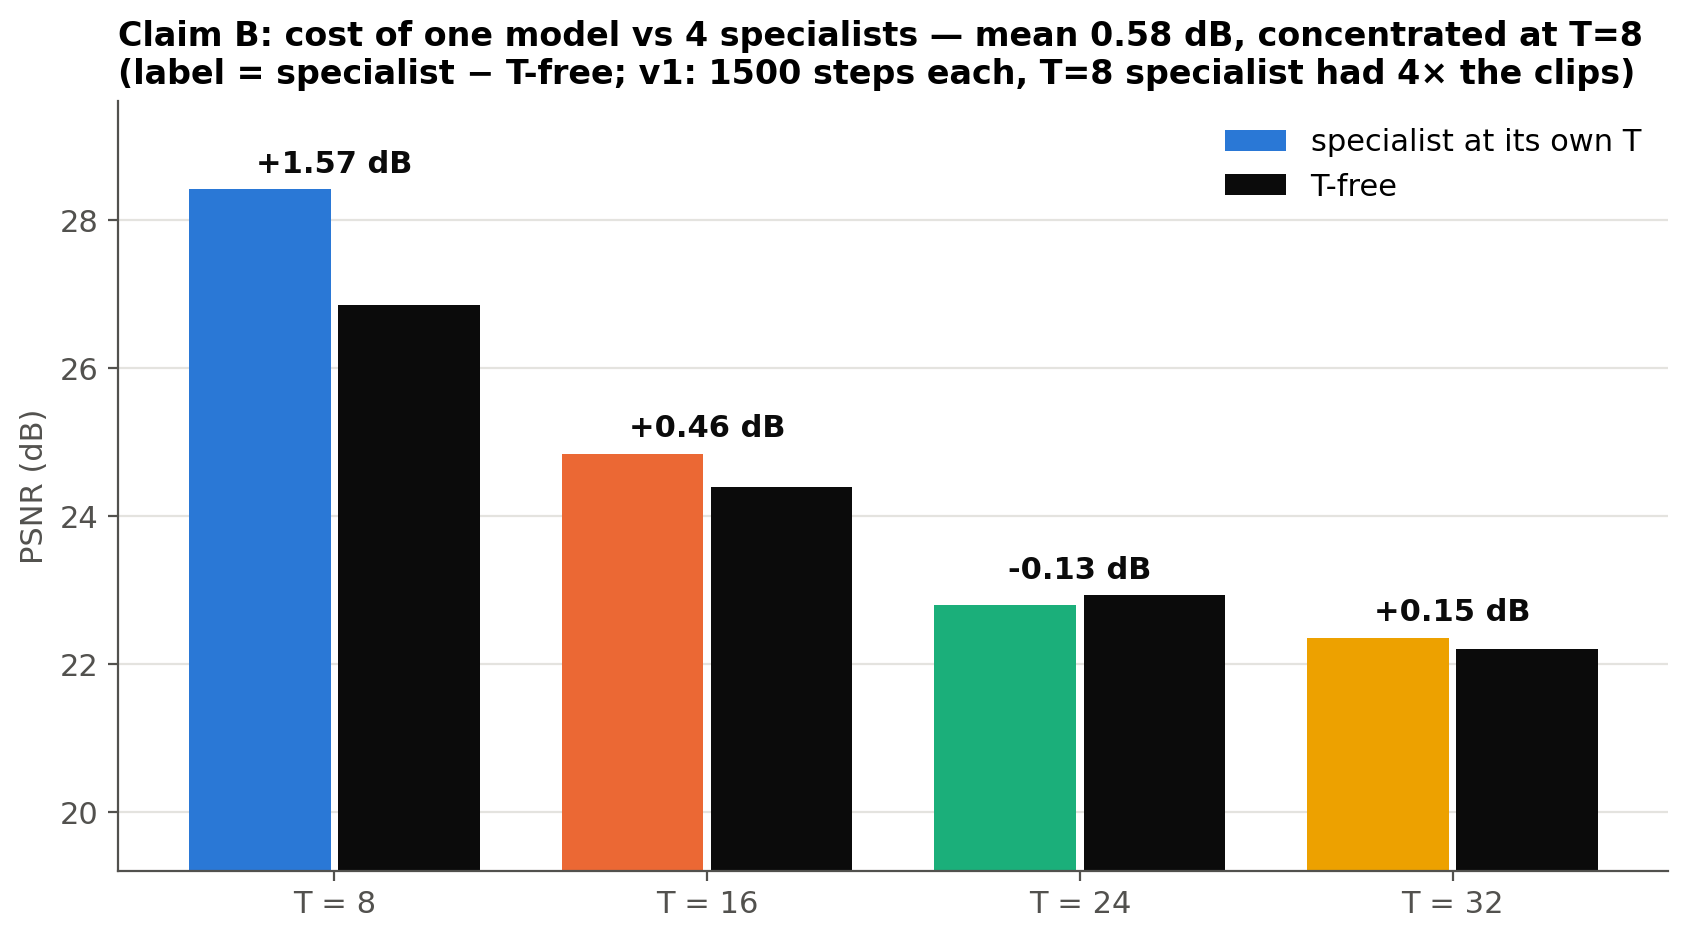 Claim B: cost of one model vs 4 specialists — mean 0.58 dB, concentrated at T=8
(label = specialist − T-free; v1: 1500 steps each, T=8 specialist had 4× the clips)
specialist at its own T
T-free
+1.57 dB
+0.46 dB
-0.13 dB
+0.15 dB
PSNR (dB)
28
26
24
22
20
T = 8
T = 16
T = 24
T = 32